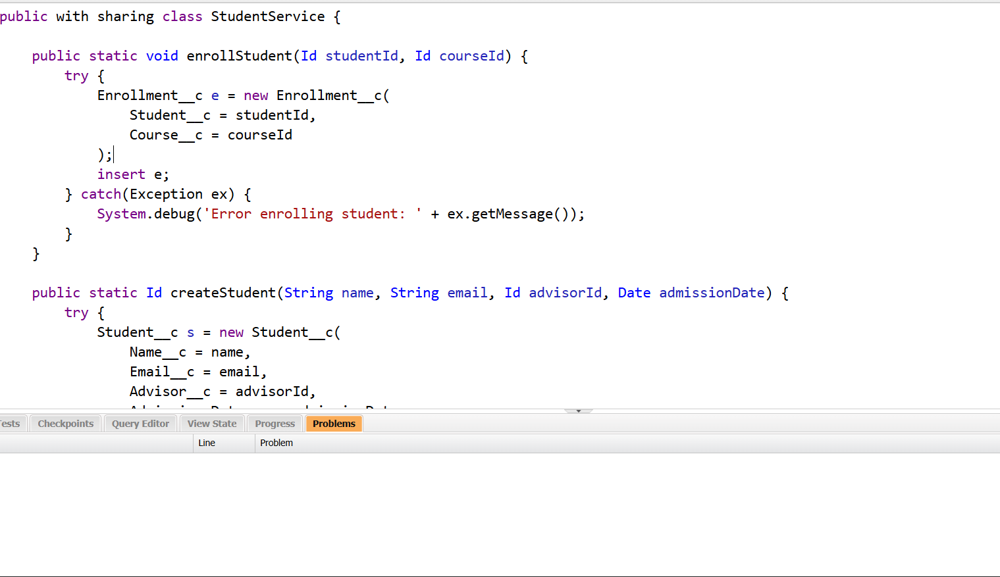 public with sharing class StudentService {
    public static void enrollStudent(Id studentId, Id courseId) {
        try {
            Enrollment__c e = new Enrollment__c(
                Student__c = studentId,
                Course__c = courseId
            );
            insert e;
        } catch(Exception ex) {
            System.debug('Error enrolling student: ' + ex.getMessage());
        }
    }
    public static Id createStudent(String name, String email, Id advisorId, Date admissionDate) {
        try {
            Student__c s = new Student__c(
                Name__c = name,
                Email__c = email,
                Advisor__c = advisorId,
Tests Checkpoints Query Editor View State Progress Problems
Line Problem